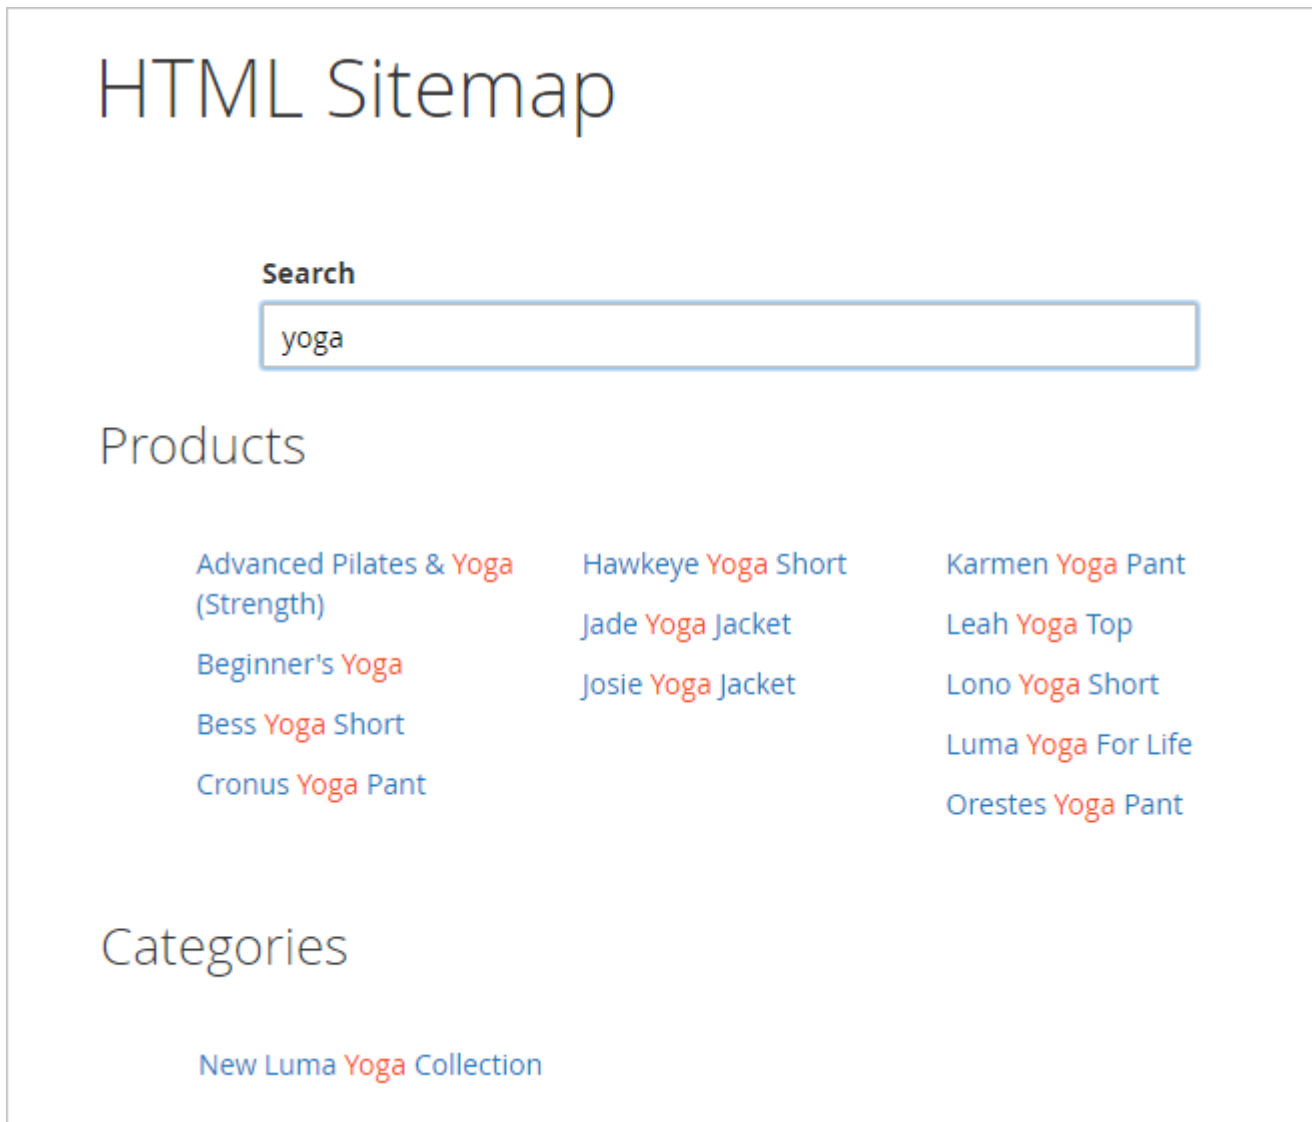 HTML Sitemap
Search
yoga
Products
Advanced Pilates & Yoga
(Strength)
Beginner's Yoga
Bess Yoga Short
Cronus Yoga Pant
Hawkeye Yoga Short
Jade Yoga Jacket
Josie Yoga Jacket
Karmen Yoga Pant
Leah Yoga Top
Lono Yoga Short
Luma Yoga For Life
Orestes Yoga Pant
Categories
New Luma Yoga Collection